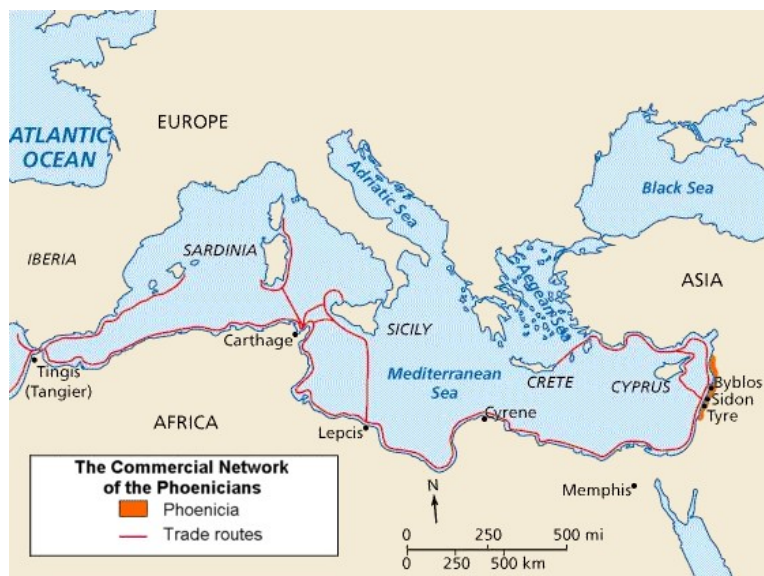 EUROPE
ATLANTIC
OCEAN
Adriatic Sea
Black Sea
IBERIA
SARDINIA
Aegean Sea
ASIA
Carthage
SICILY
Tingis
(Tangier)
Mediterranean
Sea
CRETE
CYPRUS
Byblos
Sidon
Tyre
AFRICA
Lepcis
Cyrene
Memphis
The Commercial Network
of the Phoenicians
Phoenicia
Trade routes
N
0 250 500 mi
0 250 500 km